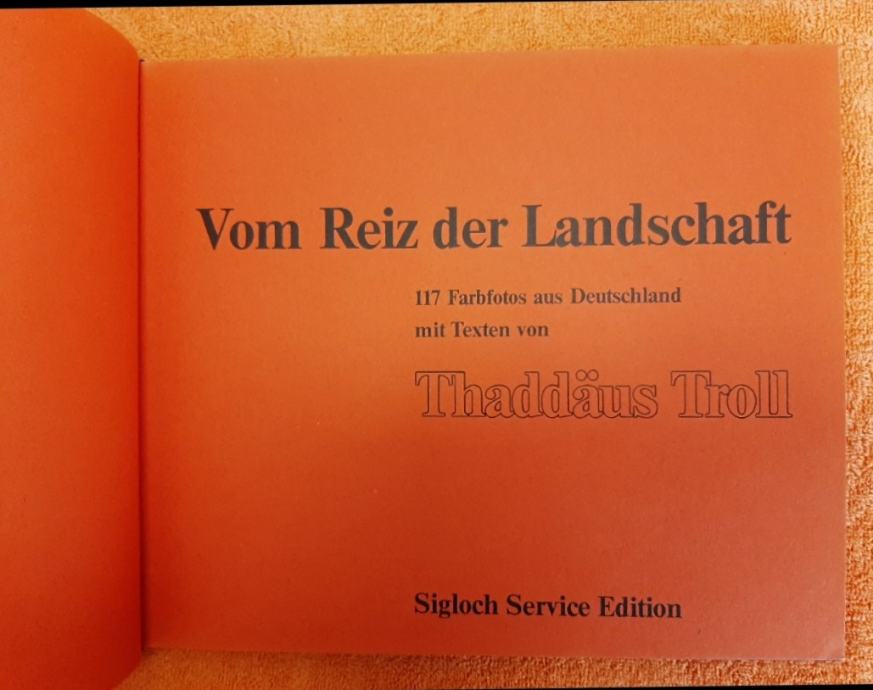 Vom Reiz der Landschaft
117 Farbfotos aus Deutschland
mit Texten von
Thaddäus Troll
Sigloch Service Edition